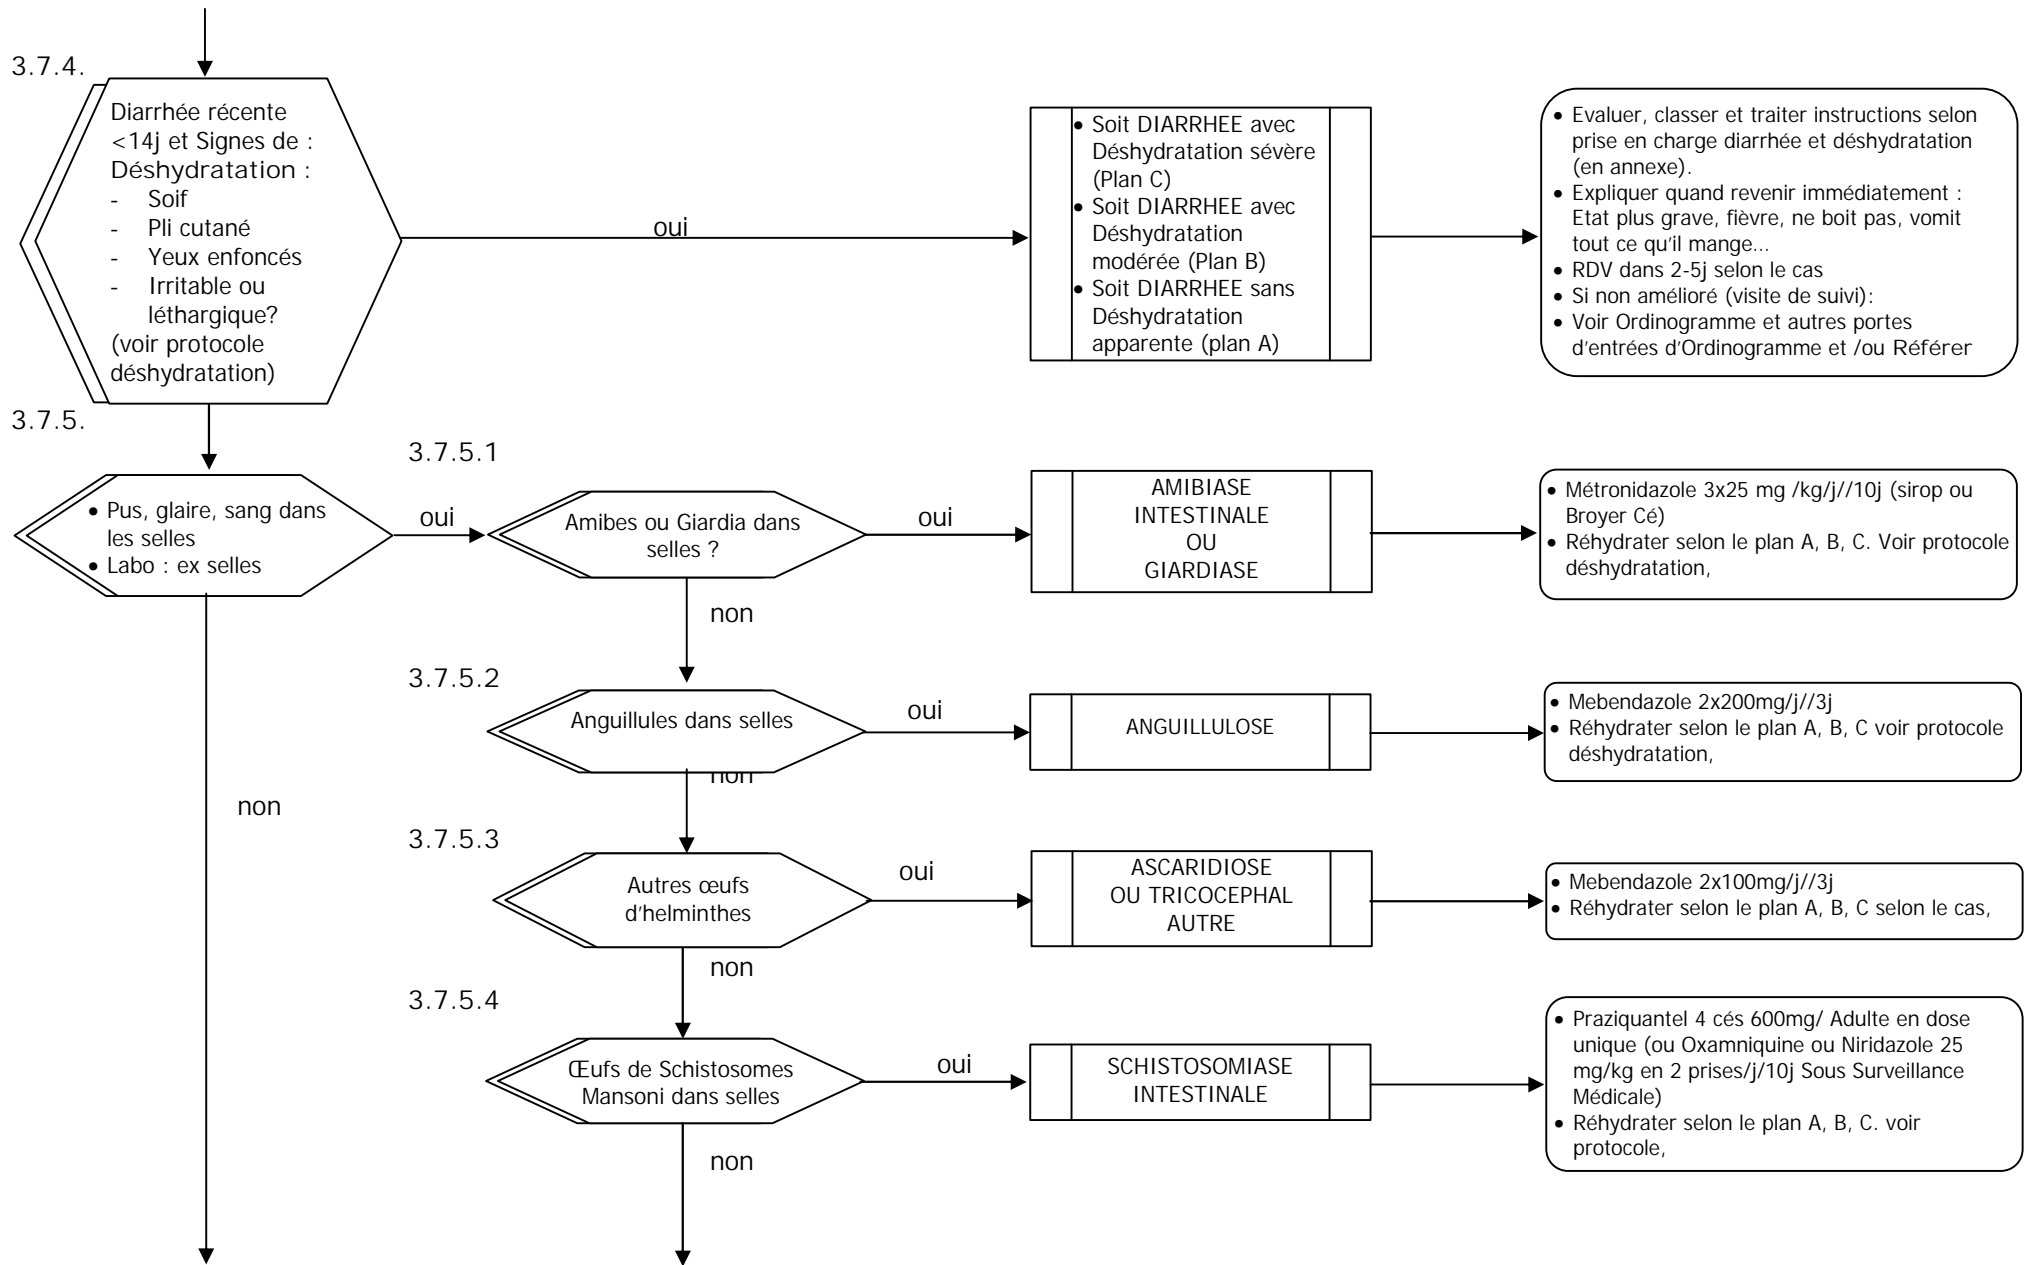 3.7.4.
Diarrhée récente
<14j et Signes de :
Déshydratation :
- Soif
- Pli cutané
- Yeux enfoncés
- Irritable ou
léthargique?
(voir protocole
déshydratation)
oui
• Soit DIARRHEE avec
Déshydratation sévère
(Plan C)
• Soit DIARRHEE avec
Déshydratation
modérée (Plan B)
• Soit DIARRHEE sans
Déshydratation
apparente (plan A)
• Evaluer, classer et traiter instructions selon
prise en charge diarrhée et déshydratation
(en annexe).
• Expliquer quand revenir immédiatement :
Etat plus grave, fièvre, ne boit pas, vomit
tout ce qu'il mange...
• RDV dans 2-5j selon le cas
• Si non amélioré (visite de suivi):
• Voir Ordinogramme et autres portes
d'entrées d'Ordinogramme et /ou Référer
3.7.5.
• Pus, glaire, sang dans
les selles
• Labo : ex selles
oui
non
3.7.5.1
Amibes ou Giardia dans
selles ?
oui
AMIBIASE
INTESTINALE
OU
GIARDIASE
• Métronidazole 3x25 mg /kg/j//10j (sirop ou
Broyer Cé)
• Réhydrater selon le plan A, B, C. Voir protocole
déshydratation,
non
3.7.5.2
Anguillules dans selles
oui
ANGUILLULOSE
• Mebendazole 2x200mg/j//3j
• Réhydrater selon le plan A, B, C voir protocole
déshydratation,
non
3.7.5.3
Autres œufs
d'helminthes
oui
ASCARIDIOSE
OU TRICOCEPHAL
AUTRE
• Mebendazole 2x100mg/j//3j
• Réhydrater selon le plan A, B, C selon le cas,
non
3.7.5.4
Œufs de Schistosomes
Mansoni dans selles
oui
SCHISTOSOMIASE
INTESTINALE
• Praziquantel 4 cés 600mg/ Adulte en dose
unique (ou Oxamniquine ou Niridazole 25
mg/kg en 2 prises/j/10j Sous Surveillance
Médicale)
• Réhydrater selon le plan A, B, C. voir
protocole,
non